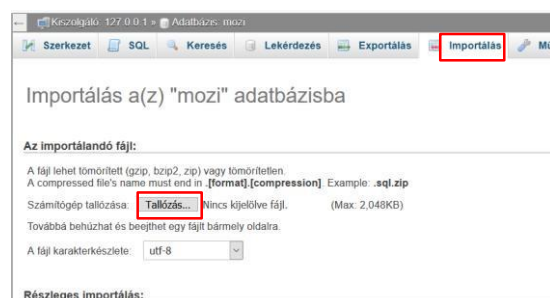 Kiszolgáló: 127.0.0.1 » Adatbázis: mozi
Szerkezet SQL Keresés Lekérdezés Exportálás Importálás
Importálás a(z) "mozi" adatbázisba
Az importálandó fájl:
A fájl lehet tömörített (gzip, bzip2, zip) vagy tömörítetlen.
A compressed file's name must end in .[format].[compression]. Example: .sql.zip
Számítógép tallózása: Tallózás... Nincs kijelölve fájl. (Max: 2,048KB)
Továbbá behúzhat és beejthet egy fájlt bármely oldalra.
A fájl karakterkészlete: utf-8
Részleges importálás: